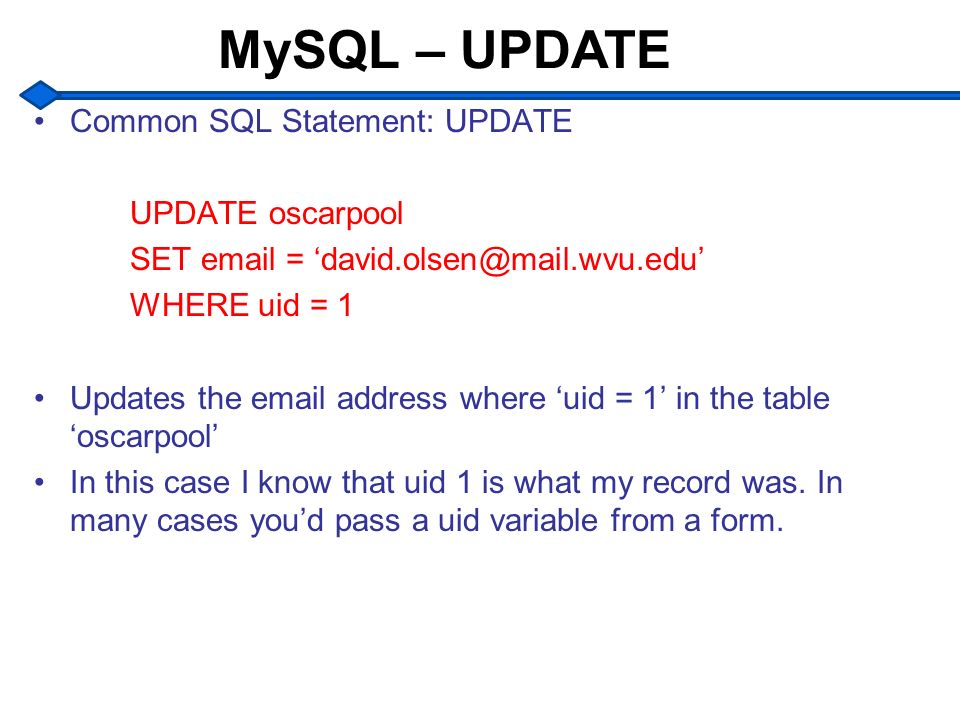 MySQL – UPDATE
• Common SQL Statement: UPDATE
UPDATE oscarpool
SET email = ‘david.olsen@mail.wvu.edu’
WHERE uid = 1
• Updates the email address where ‘uid = 1’ in the table
‘oscarpool’
• In this case I know that uid 1 is what my record was. In
many cases you’d pass a uid variable from a form.